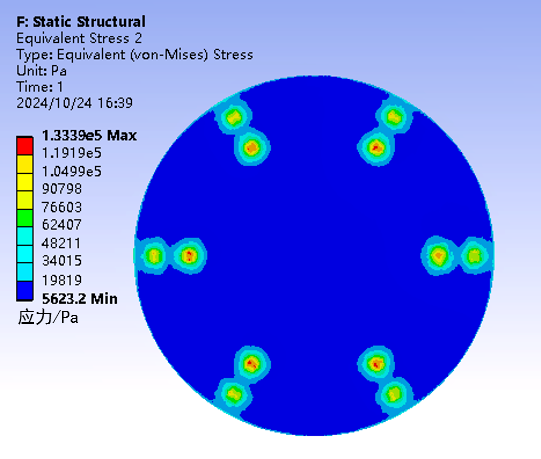 F: Static Structural
Equivalent Stress 2
Type: Equivalent (von-Mises) Stress
Unit: Pa
Time: 1
2024/10/24 16:39
1.3339e5 Max
1.1919e5
1.0499e5
90798
76603
62407
48211
34015
19819
5623.2 Min
应力/Pa